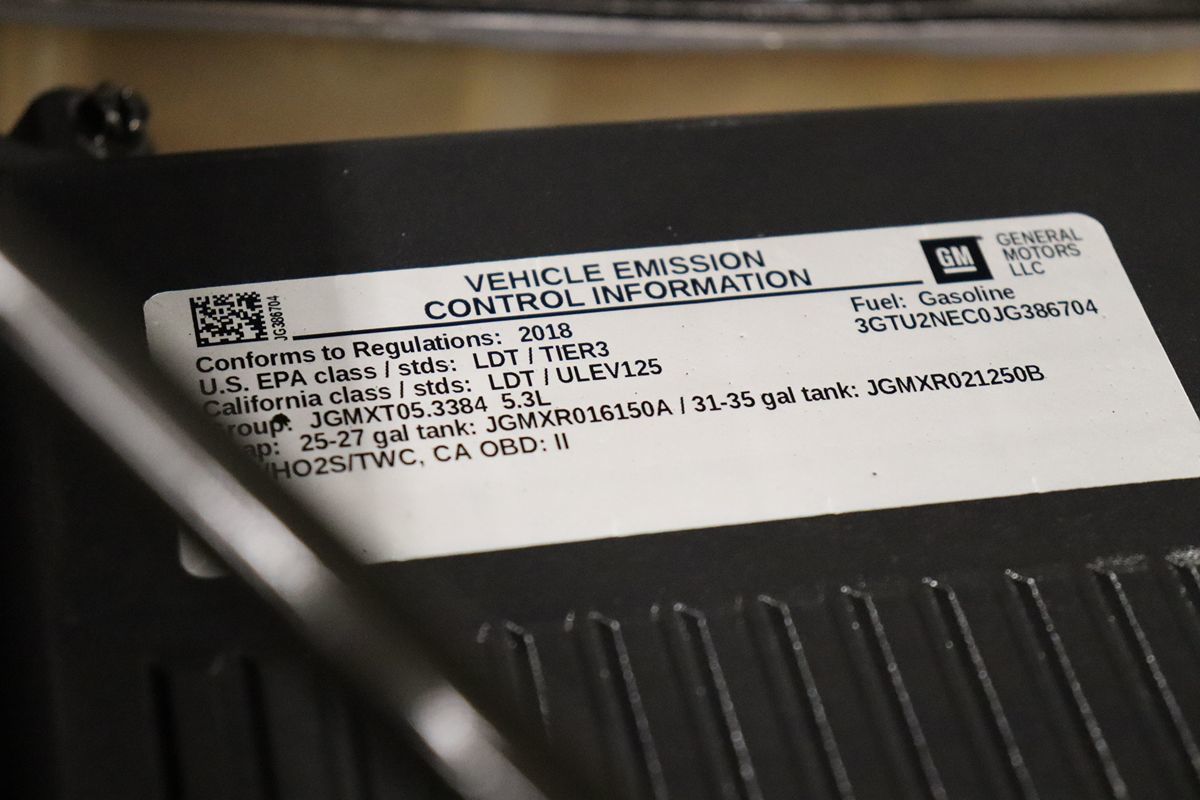 VEHICLE EMISSION
CONTROL INFORMATION
GM
GENERAL
MOTORS
LLC
JG386704
Fuel: Gasoline
3GTU2NEC0JG386704
Conforms to Regulations: 2018
U.S. EPA class / stds: LDT / TIER3
California class / stds: LDT / ULEV125
Group: JGMXT05.3384 5.3L
25-27 gal tank: JGMXR016150A / 31-35 gal tank: JGMXR021250B
HO2S/TWC, CA OBD: II